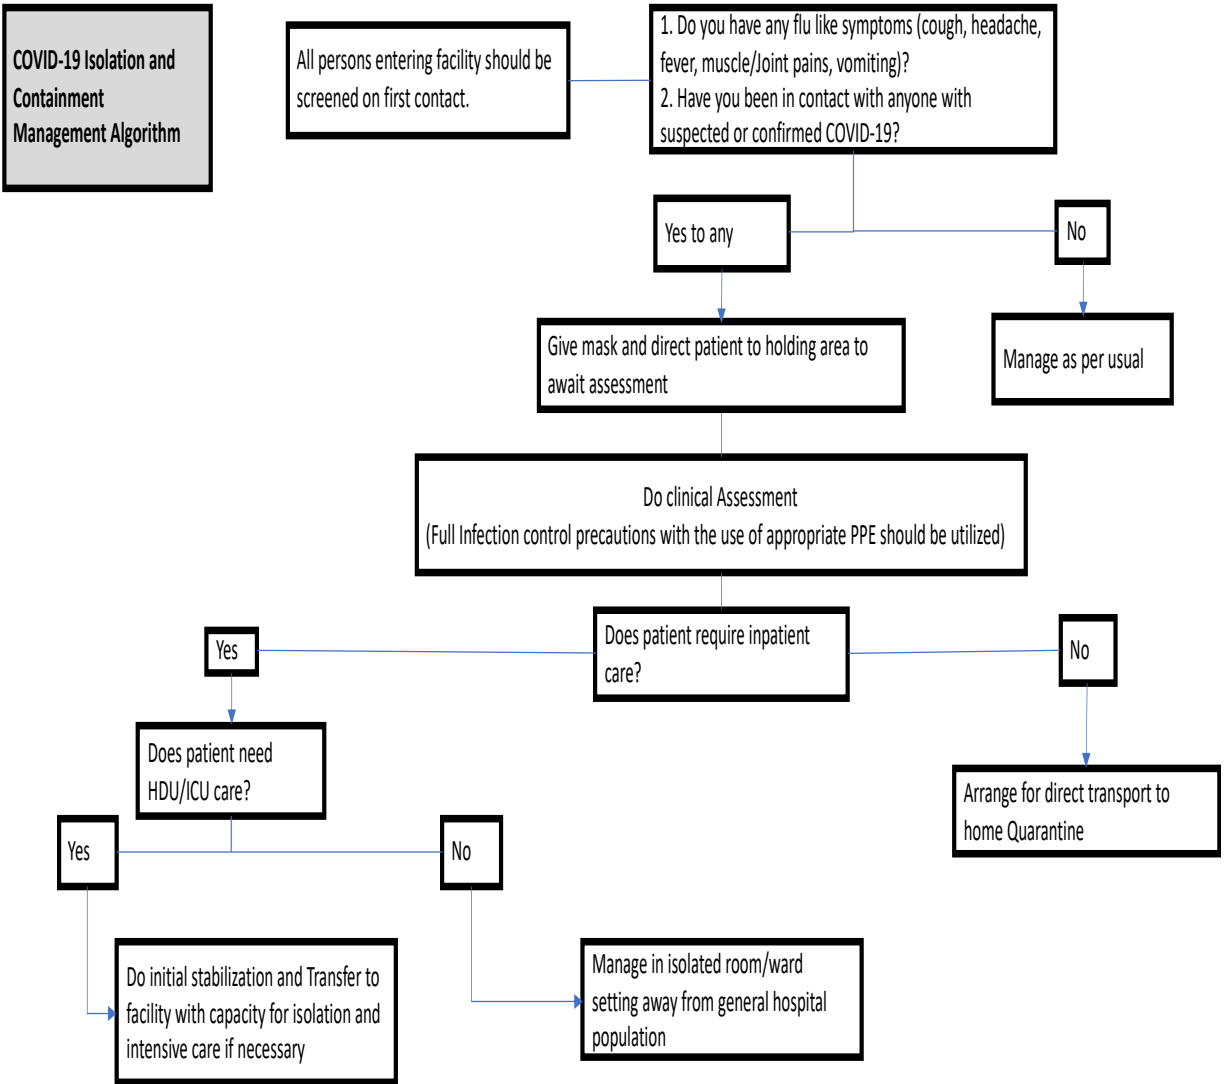 COVID-19 Isolation and
Containment
Management Algorithm
All persons entering facility should be
screened on first contact.
1. Do you have any flu like symptoms (cough, headache,
fever, muscle/Joint pains, vomiting)?
2. Have you been in contact with anyone with
suspected or confirmed COVID-19?
Yes to any
No
Give mask and direct patient to holding area to
await assessment
Manage as per usual
Do clinical Assessment
(Full Infection control precautions with the use of appropriate PPE should be utilized)
Does patient require inpatient
care?
Yes
No
Does patient need
HDU/ICU care?
Arrange for direct transport to
home Quarantine
Yes
No
Do initial stabilization and Transfer to
facility with capacity for isolation and
intensive care if necessary
Manage in isolated room/ward
setting away from general hospital
population